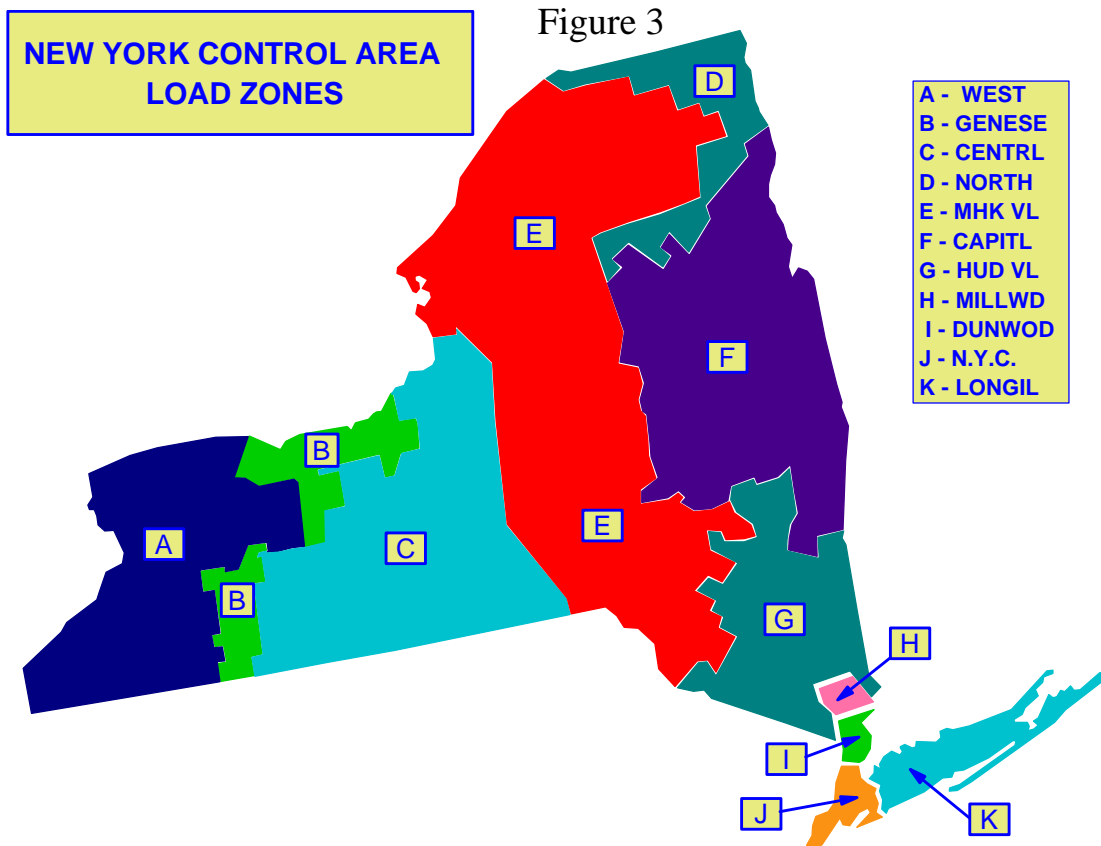 Figure 3
NEW YORK CONTROL AREA
LOAD ZONES
A - WEST
B - GENESE
C - CENTRL
D - NORTH
E - MHK VL
F - CAPITL
G - HUD VL
H - MILLWD
I - DUNWOD
J - N.Y.C.
K - LONGIL
D
E
F
B
A
C
E
B
G
H
I
J
K